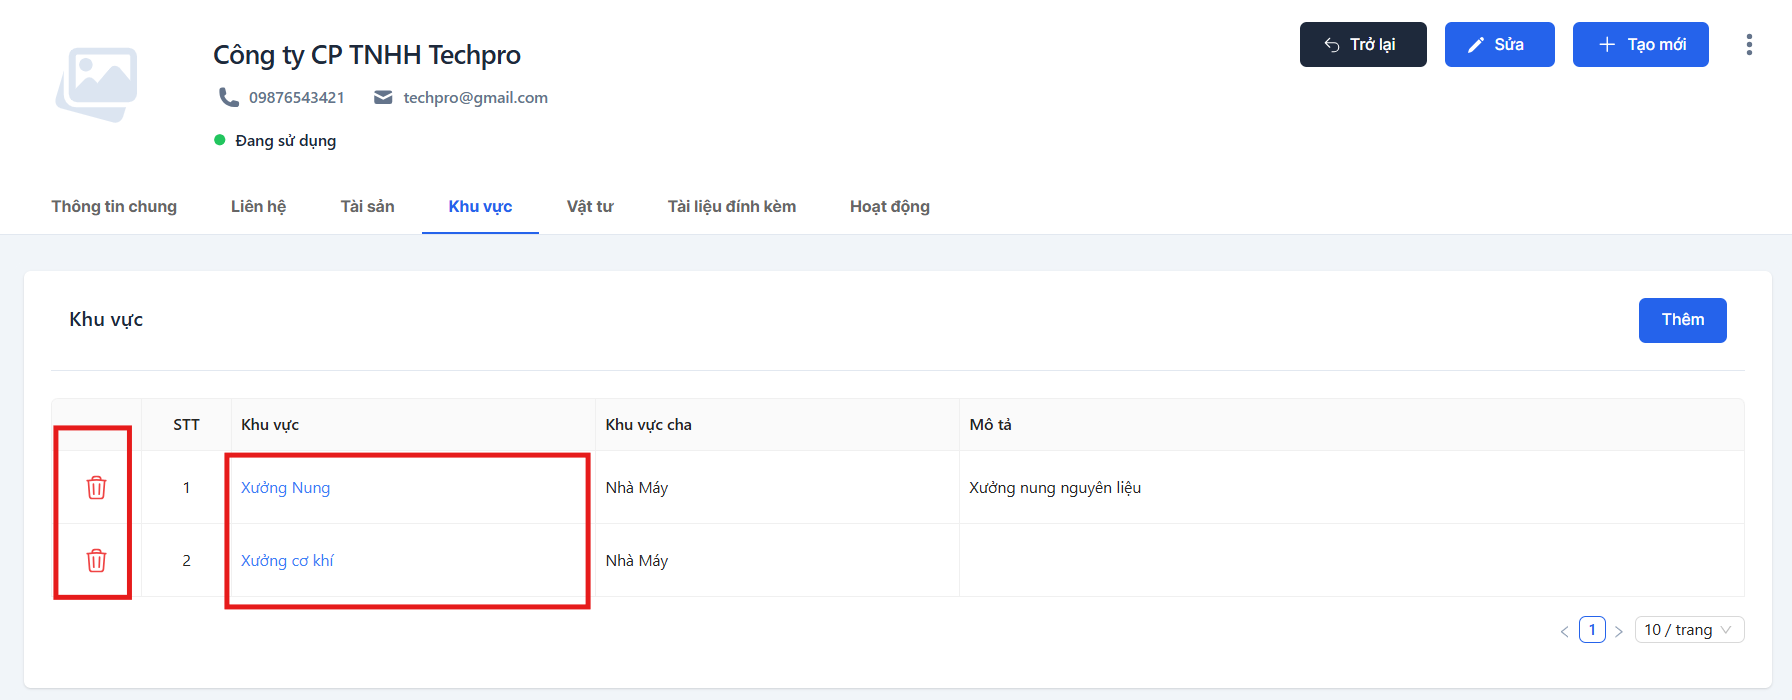 Công ty CP TNHH Techpro
Trở lại
Sửa
Tạo mới
09876543421
techpro@gmail.com
Đang sử dụng
Thông tin chung
Liên hệ
Tài sản
Khu vực
Vật tư
Tài liệu đính kèm
Hoạt động
Khu vực
Thêm
STT Khu vực Khu vực cha Mô tả
1 Xưởng Nung Nhà Máy Xưởng nung nguyên liệu
2 Xưởng cơ khí Nhà Máy
< 1 > 10 / trang